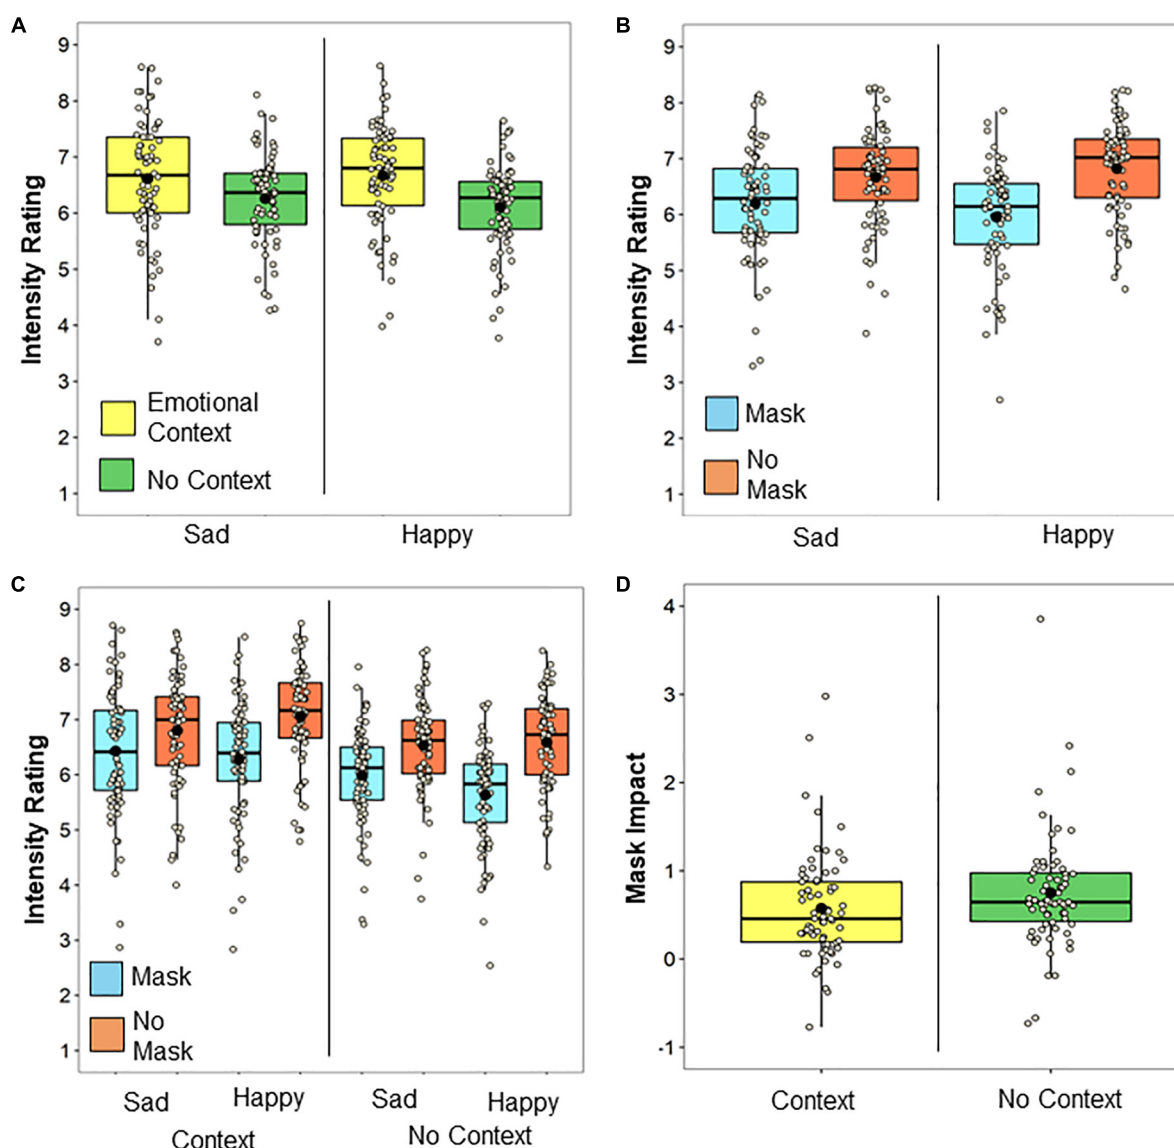 A
Intensity Rating
9
8
7
6
5
4
3
2
1
Emotional
Context
No Context
Sad Happy
B
Intensity Rating
9
8
7
6
5
4
3
2
1
Mask
No
Mask
Sad Happy
C
Intensity Rating
9
8
7
6
5
4
3
2
1
Mask
No
Mask
Sad Happy Sad Happy
Context No Context
D
Mask Impact
4
3
2
1
0
-1
Context No Context